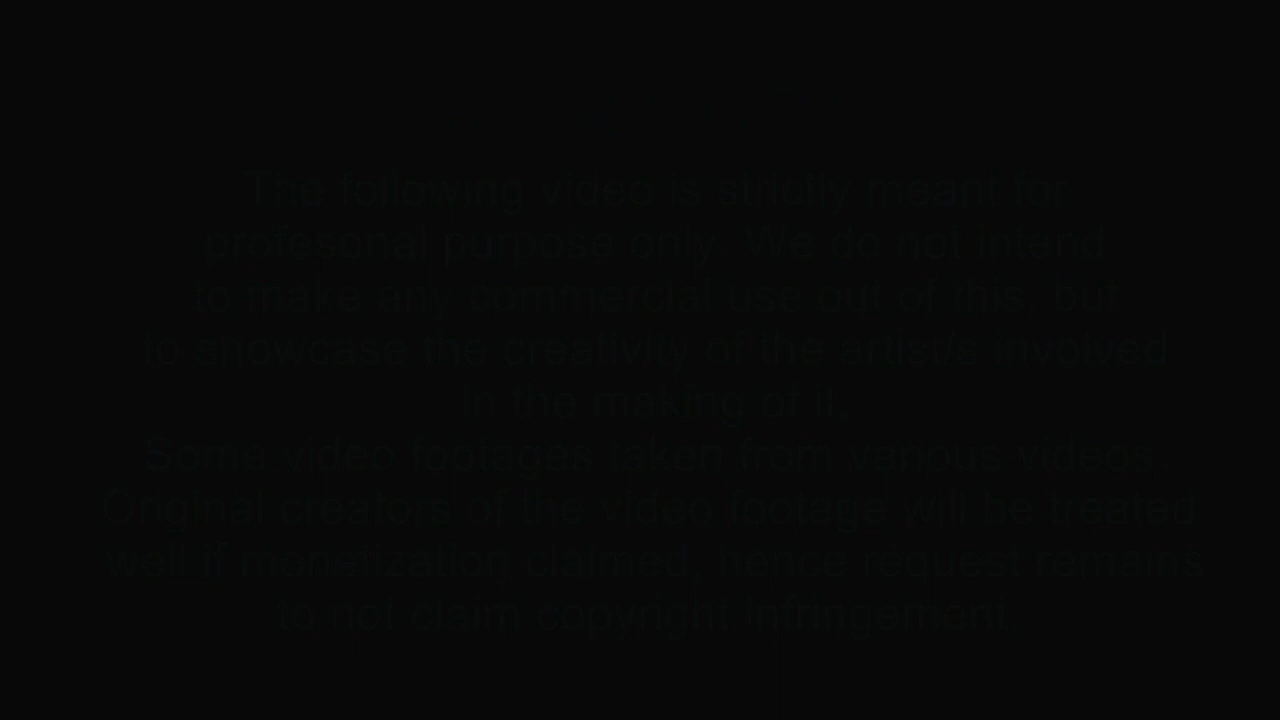 The following video is strictly meant for
profesonal purpose only. We do not intend
to make any commercial use out of this, but
to showcase the creativity of the artist/s involved
in the making of it.
Some video footages taken from various videos.
Original creators of the video footage will be treated
well if monetization claimed, hence request remains
to not claim copyright infringement.